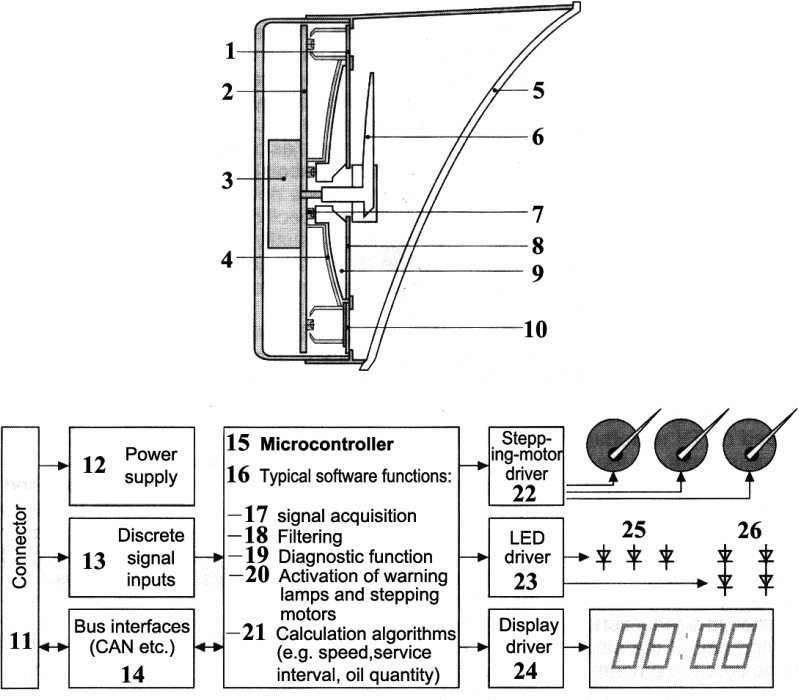 1
2
3
4
5
6
7
8
9
10
Connector
11
12 Power
supply
13 Discrete
signal
inputs
Bus interfaces
(CAN etc.)
14
15 Microcontroller
16 Typical software functions:
–17 signal acquisition
–18 Filtering
–19 Diagnostic function
–20 Activation of warning
lamps and stepping
motors
–21 Calculation algorithms
(e.g. speed,service
interval, oil quantity)
Stepp-
ing-motor
driver
22
LED
driver
23
Display
driver
24
25
26
88:88